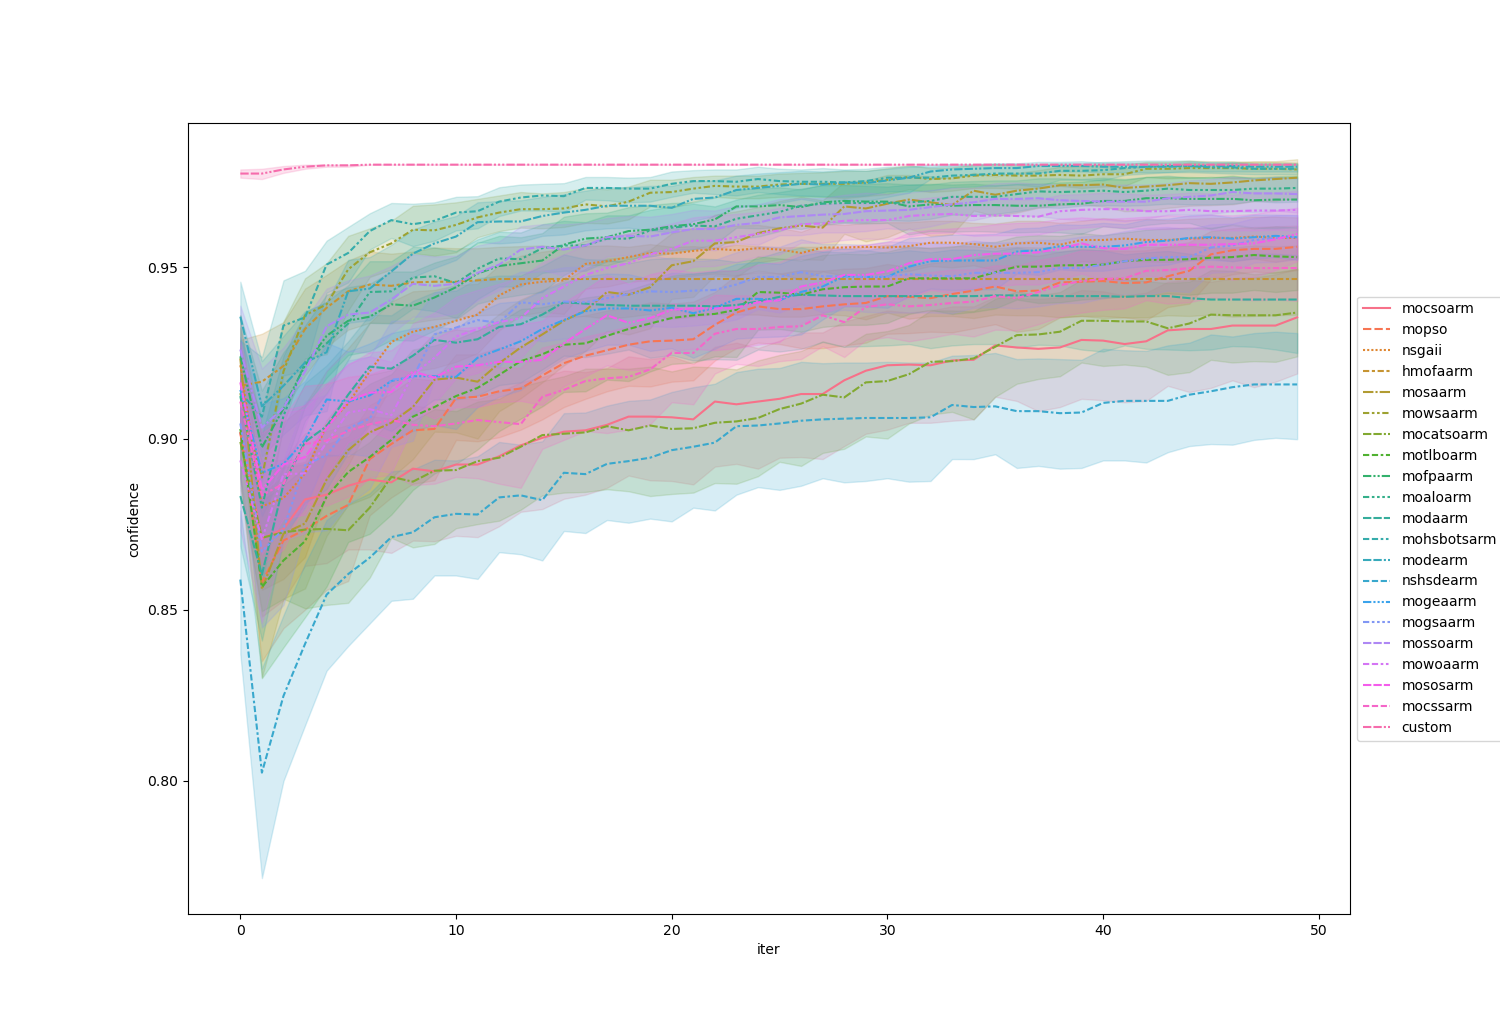 0.95
0.90
0.85
0.80
confidence
0
10
20
30
40
50
iter
mocsoarm
mopso
nsgaii
hmofaarm
mosaarm
mowsaarm
mocatsoarm
motlboarm
mofpaarm
moaloarm
modaarm
mohsbotsarm
modearm
nshsdearm
mogeaarm
mogsaarm
mossoarm
mowoaarm
mososarm
mocssarm
custom